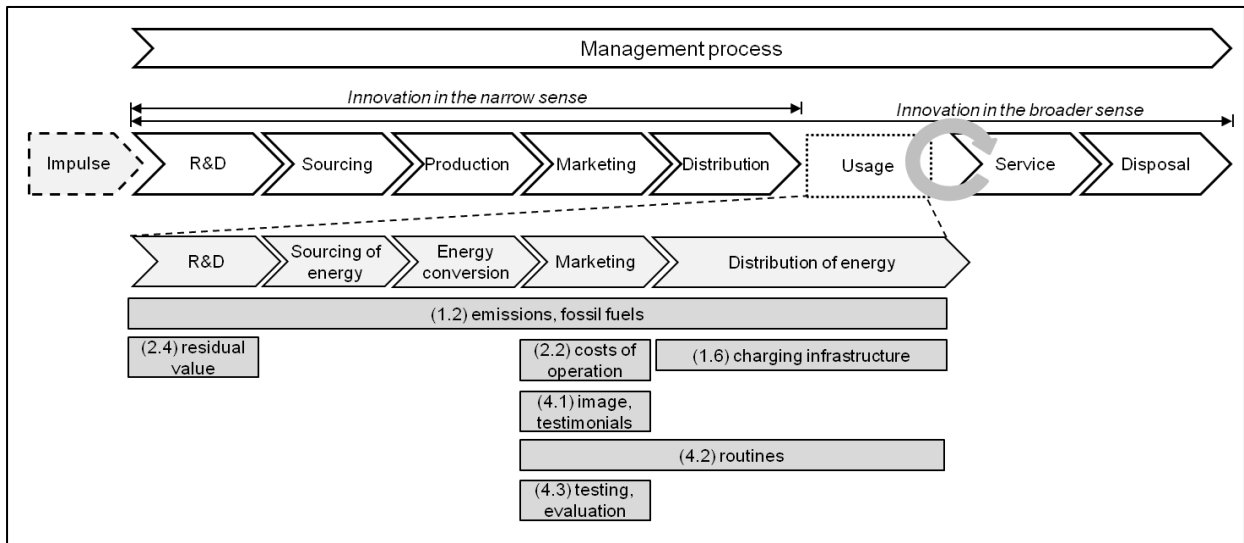 Management process
Innovation in the narrow sense
Innovation in the broader sense
Impulse
R&D
Sourcing
Production
Marketing
Distribution
Usage
Service
Disposal
R&D
Sourcing of
energy
Energy
conversion
Marketing
Distribution of energy
(1.2) emissions, fossil fuels
(2.4) residual
value
(2.2) costs of
operation
(1.6) charging infrastructure
(4.1) image,
testimonials
(4.2) routines
(4.3) testing,
evaluation